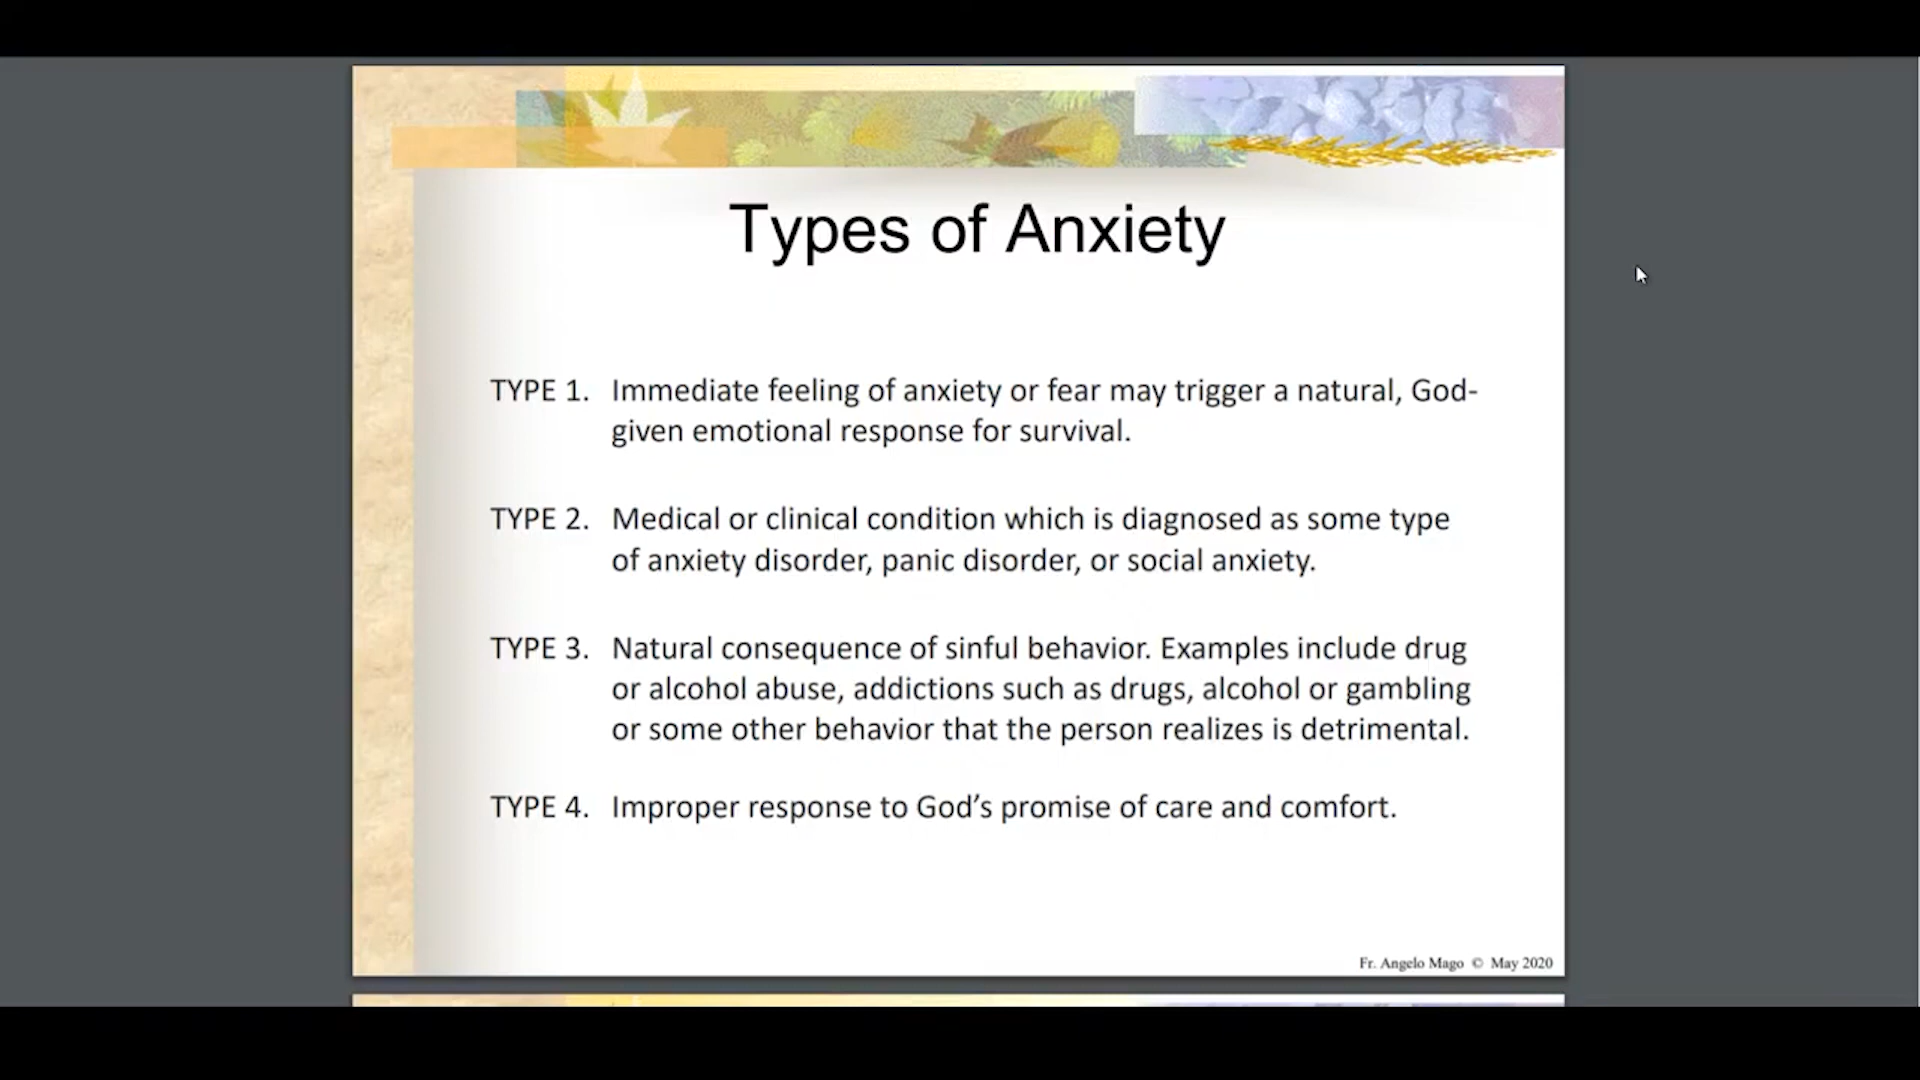 Types of Anxiety
TYPE 1. Immediate feeling of anxiety or fear may trigger a natural, God-
given emotional response for survival.
TYPE 2. Medical or clinical condition which is diagnosed as some type
of anxiety disorder, panic disorder, or social anxiety.
TYPE 3. Natural consequence of sinful behavior. Examples include drug
or alcohol abuse, addictions such as drugs, alcohol or gambling
or some other behavior that the person realizes is detrimental.
TYPE 4. Improper response to God’s promise of care and comfort.
Fr. Angelo Mago © May 2020